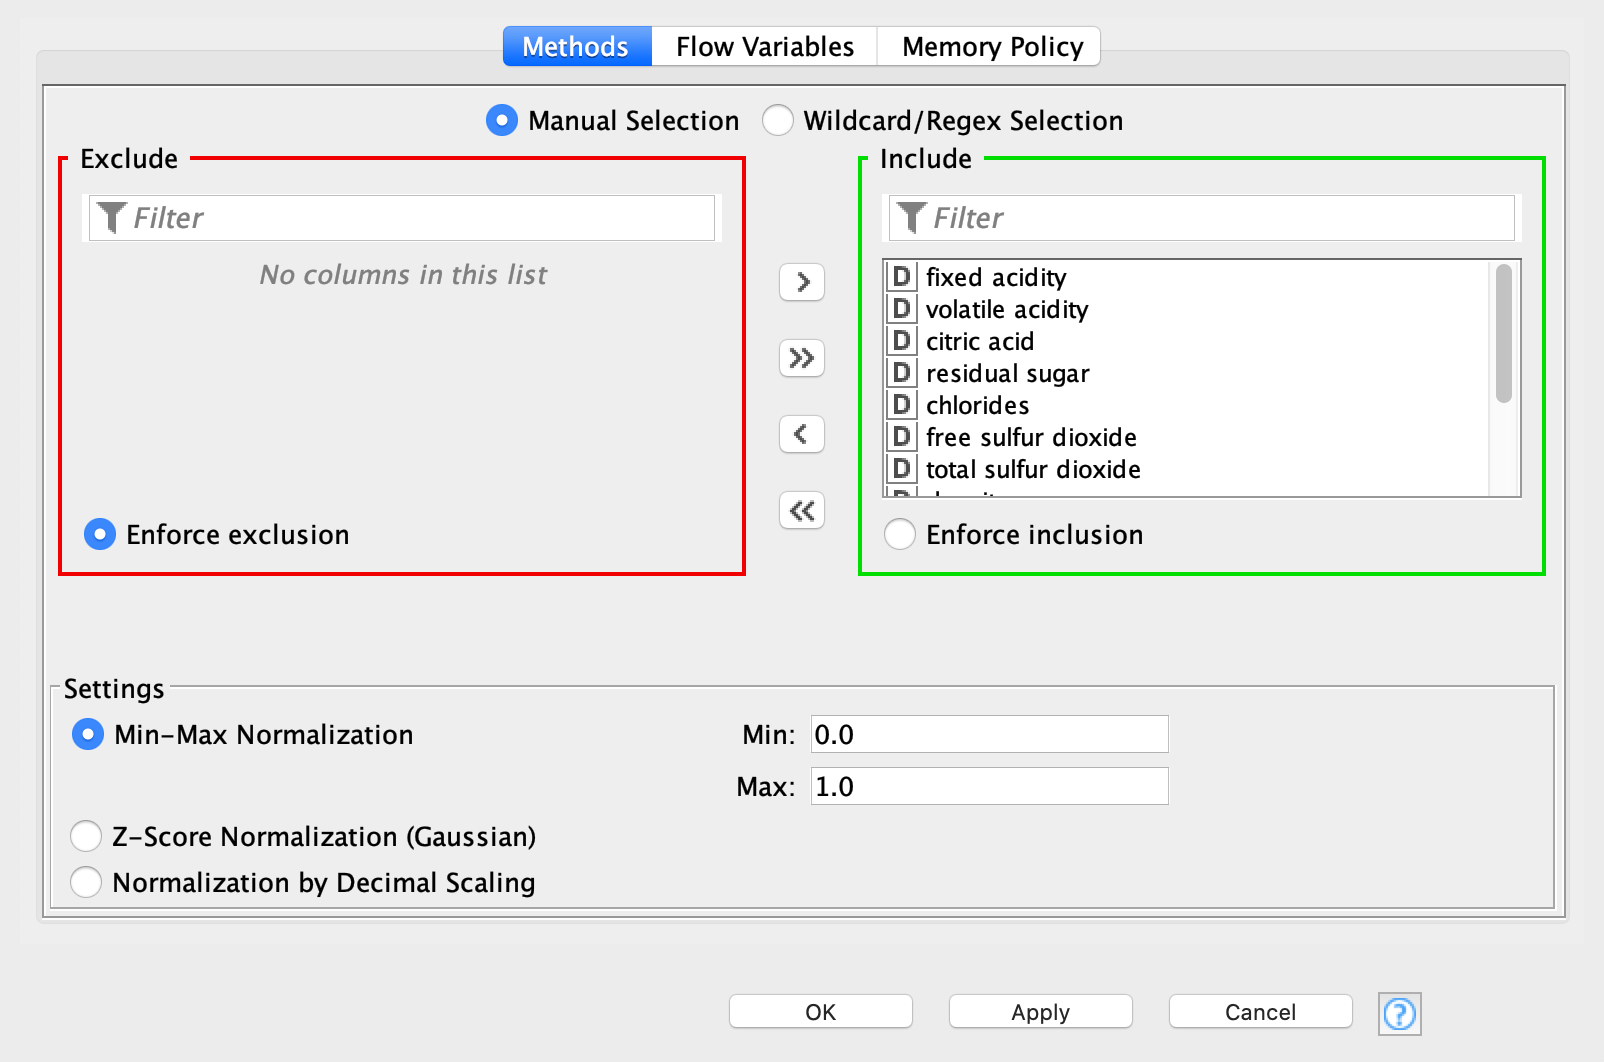 Methods Flow Variables Memory Policy
Manual Selection Wildcard/Regex Selection
Exclude
Filter
No columns in this list
Enforce exclusion
>
>>
<
<<
Include
Filter
D fixed acidity
D volatile acidity
D citric acid
D residual sugar
D chlorides
D free sulfur dioxide
D total sulfur dioxide
Enforce inclusion
Settings
Min-Max Normalization
Min: 0.0
Max: 1.0
Z-Score Normalization (Gaussian)
Normalization by Decimal Scaling
OK Apply Cancel ?